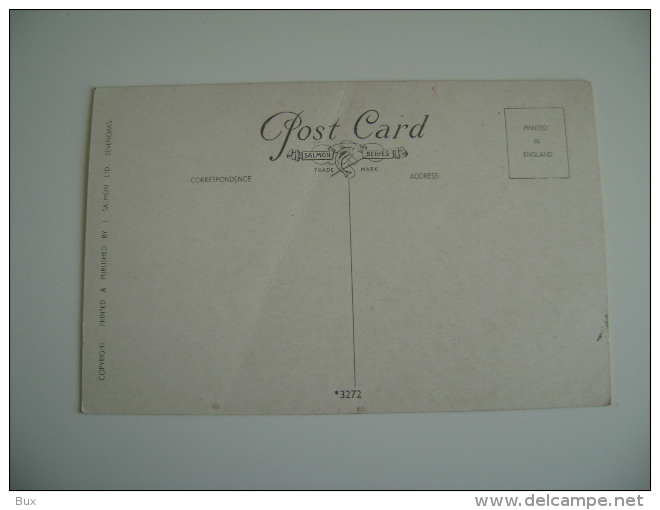 Post Card
SALMON SERIES
TRADE MARK
CORRESPONDENCE
ADDRESS
PRINTED
IN
ENGLAND
COPYRIGHT PRINTED & PUBLISHED BY J SALMON LTD SEVENOAKS
*3272
Bux
www.delcampe.net